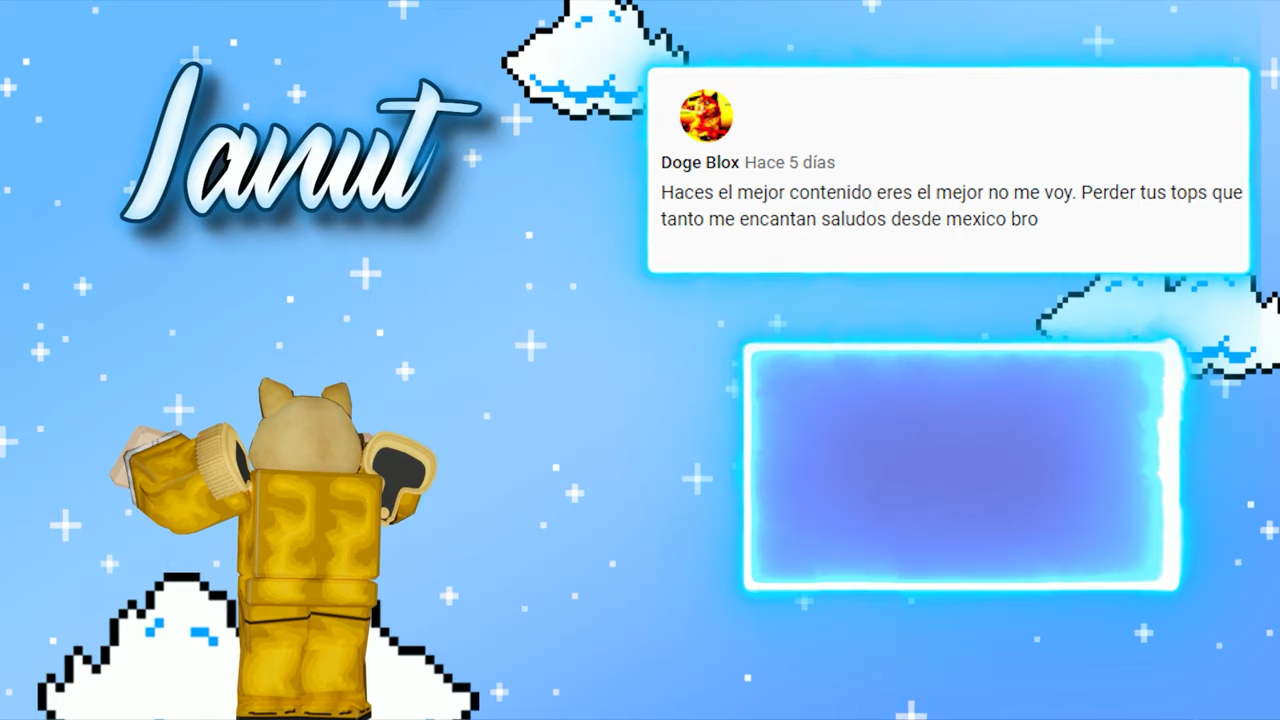 Ianut
Doge Blox Hace 5 días
Haces el mejor contenido eres el mejor no me voy. Perder tus tops que
tanto me encantan saludos desde mexico bro